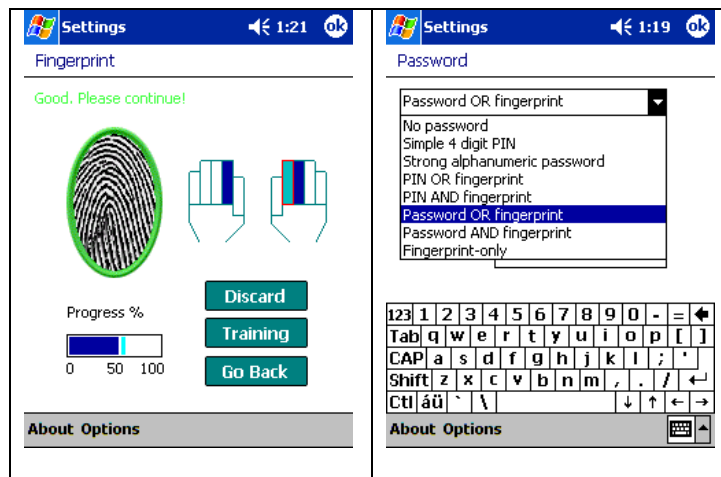 Settings 1:21 ok
Fingerprint
Good. Please continue!
Discard
Progress %
Training
0 50 100
Go Back
About Options
Settings 1:19 ok
Password
Password OR fingerprint
No password
Simple 4 digit PIN
Strong alphanumeric password
PIN OR fingerprint
PIN AND fingerprint
Password OR fingerprint
Password AND fingerprint
Fingerprint-only
123 1 2 3 4 5 6 7 8 9 0 - = 🡄
Tab q w e r t y u i o p [ ]
CAP a s d f g h j k l ; '
Shift z x c v b n m , . / ↵
Ctl áü ` \ ↓ ↑ ← →
About Options